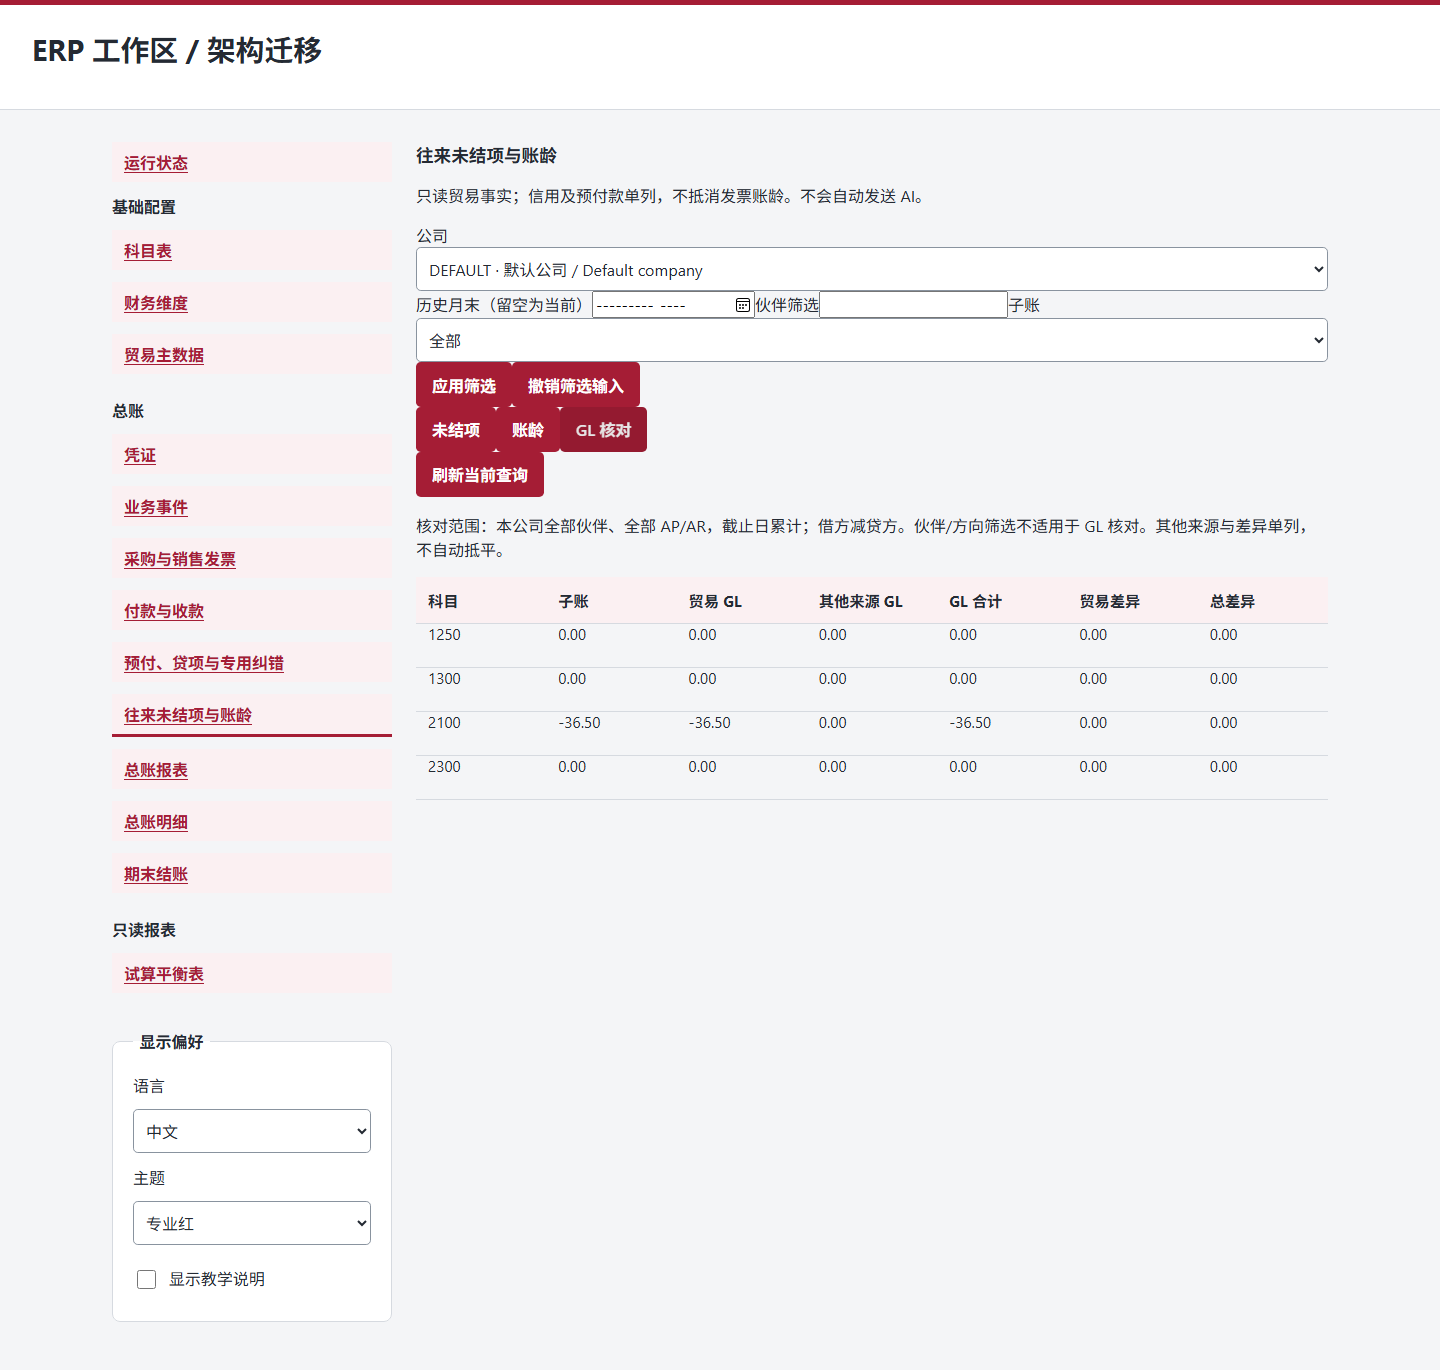 ERP 工作区 / 架构迁移
运行状态
基础配置
科目表
财务维度
贸易主数据
总账
凭证
业务事件
采购与销售发票
付款与收款
预付、贷项与专用纠错
往来未结项与账龄
总账报表
总账明细
期末结账
只读报表
试算平衡表
显示偏好
语言
中文
主题
专业红
显示教学说明
往来未结项与账龄
只读贸易事实；信用及预付款单列，不抵消发票账龄。不会自动发送 AI。
公司
DEFAULT · 默认公司 / Default company
历史月末（留空为当前） --------- ---- 伙伴筛选 子账
全部
应用筛选 撤销筛选输入
未结项 账龄 GL 核对
刷新当前查询
核对范围：本公司全部伙伴、全部 AP/AR，截止日累计；借方减贷方。伙伴/方向筛选不适用于 GL 核对。其他来源与差异单列，
不自动抵平。
科目 子账 贸易 GL 其他来源 GL GL 合计 贸易差异 总差异
1250 0.00 0.00 0.00 0.00 0.00 0.00
1300 0.00 0.00 0.00 0.00 0.00 0.00
2100 -36.50 -36.50 0.00 -36.50 0.00 0.00
2300 0.00 0.00 0.00 0.00 0.00 0.00